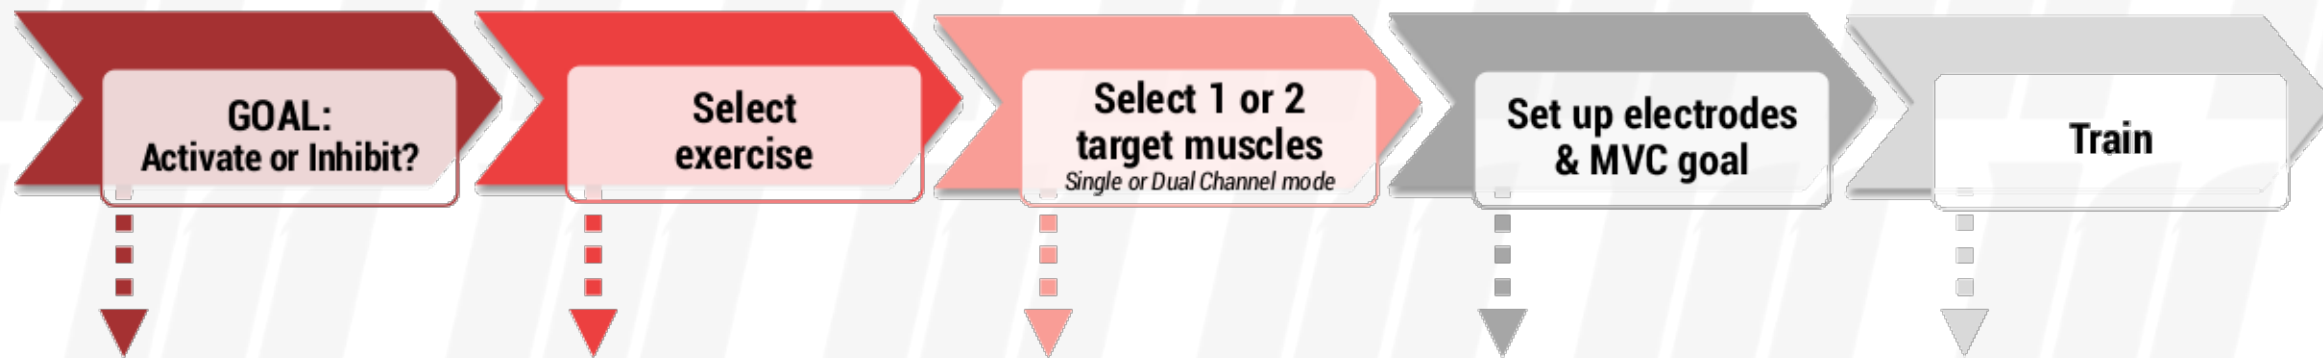 GOAL:
Activate or Inhibit?
Select
exercise
Select 1 or 2
target muscles
Single or Dual Channel mode
Set up electrodes
& MVC goal
Train